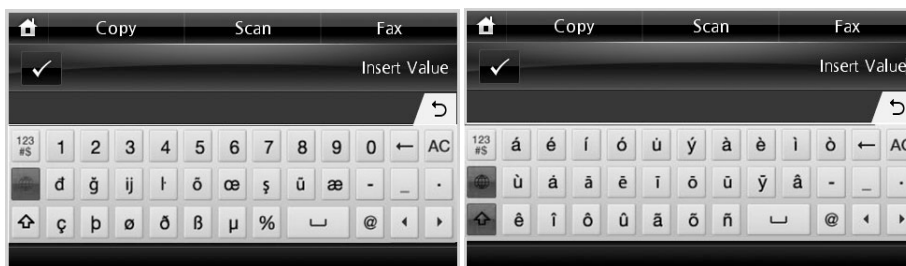 Copy Scan Fax
Insert Value
123 #$ 1 2 3 4 5 6 7 8 9 0 ← AC
đ ğ ij ŀ õ œ ş ū æ - _ .
ç þ ø ð ß µ % @
Copy Scan Fax
Insert Value
123 #$ á é í ó ú ý à è ì ò ← AC
ù á ā ē ī ō ū ȳ â - _ .
ê î ô û ã õ ñ @